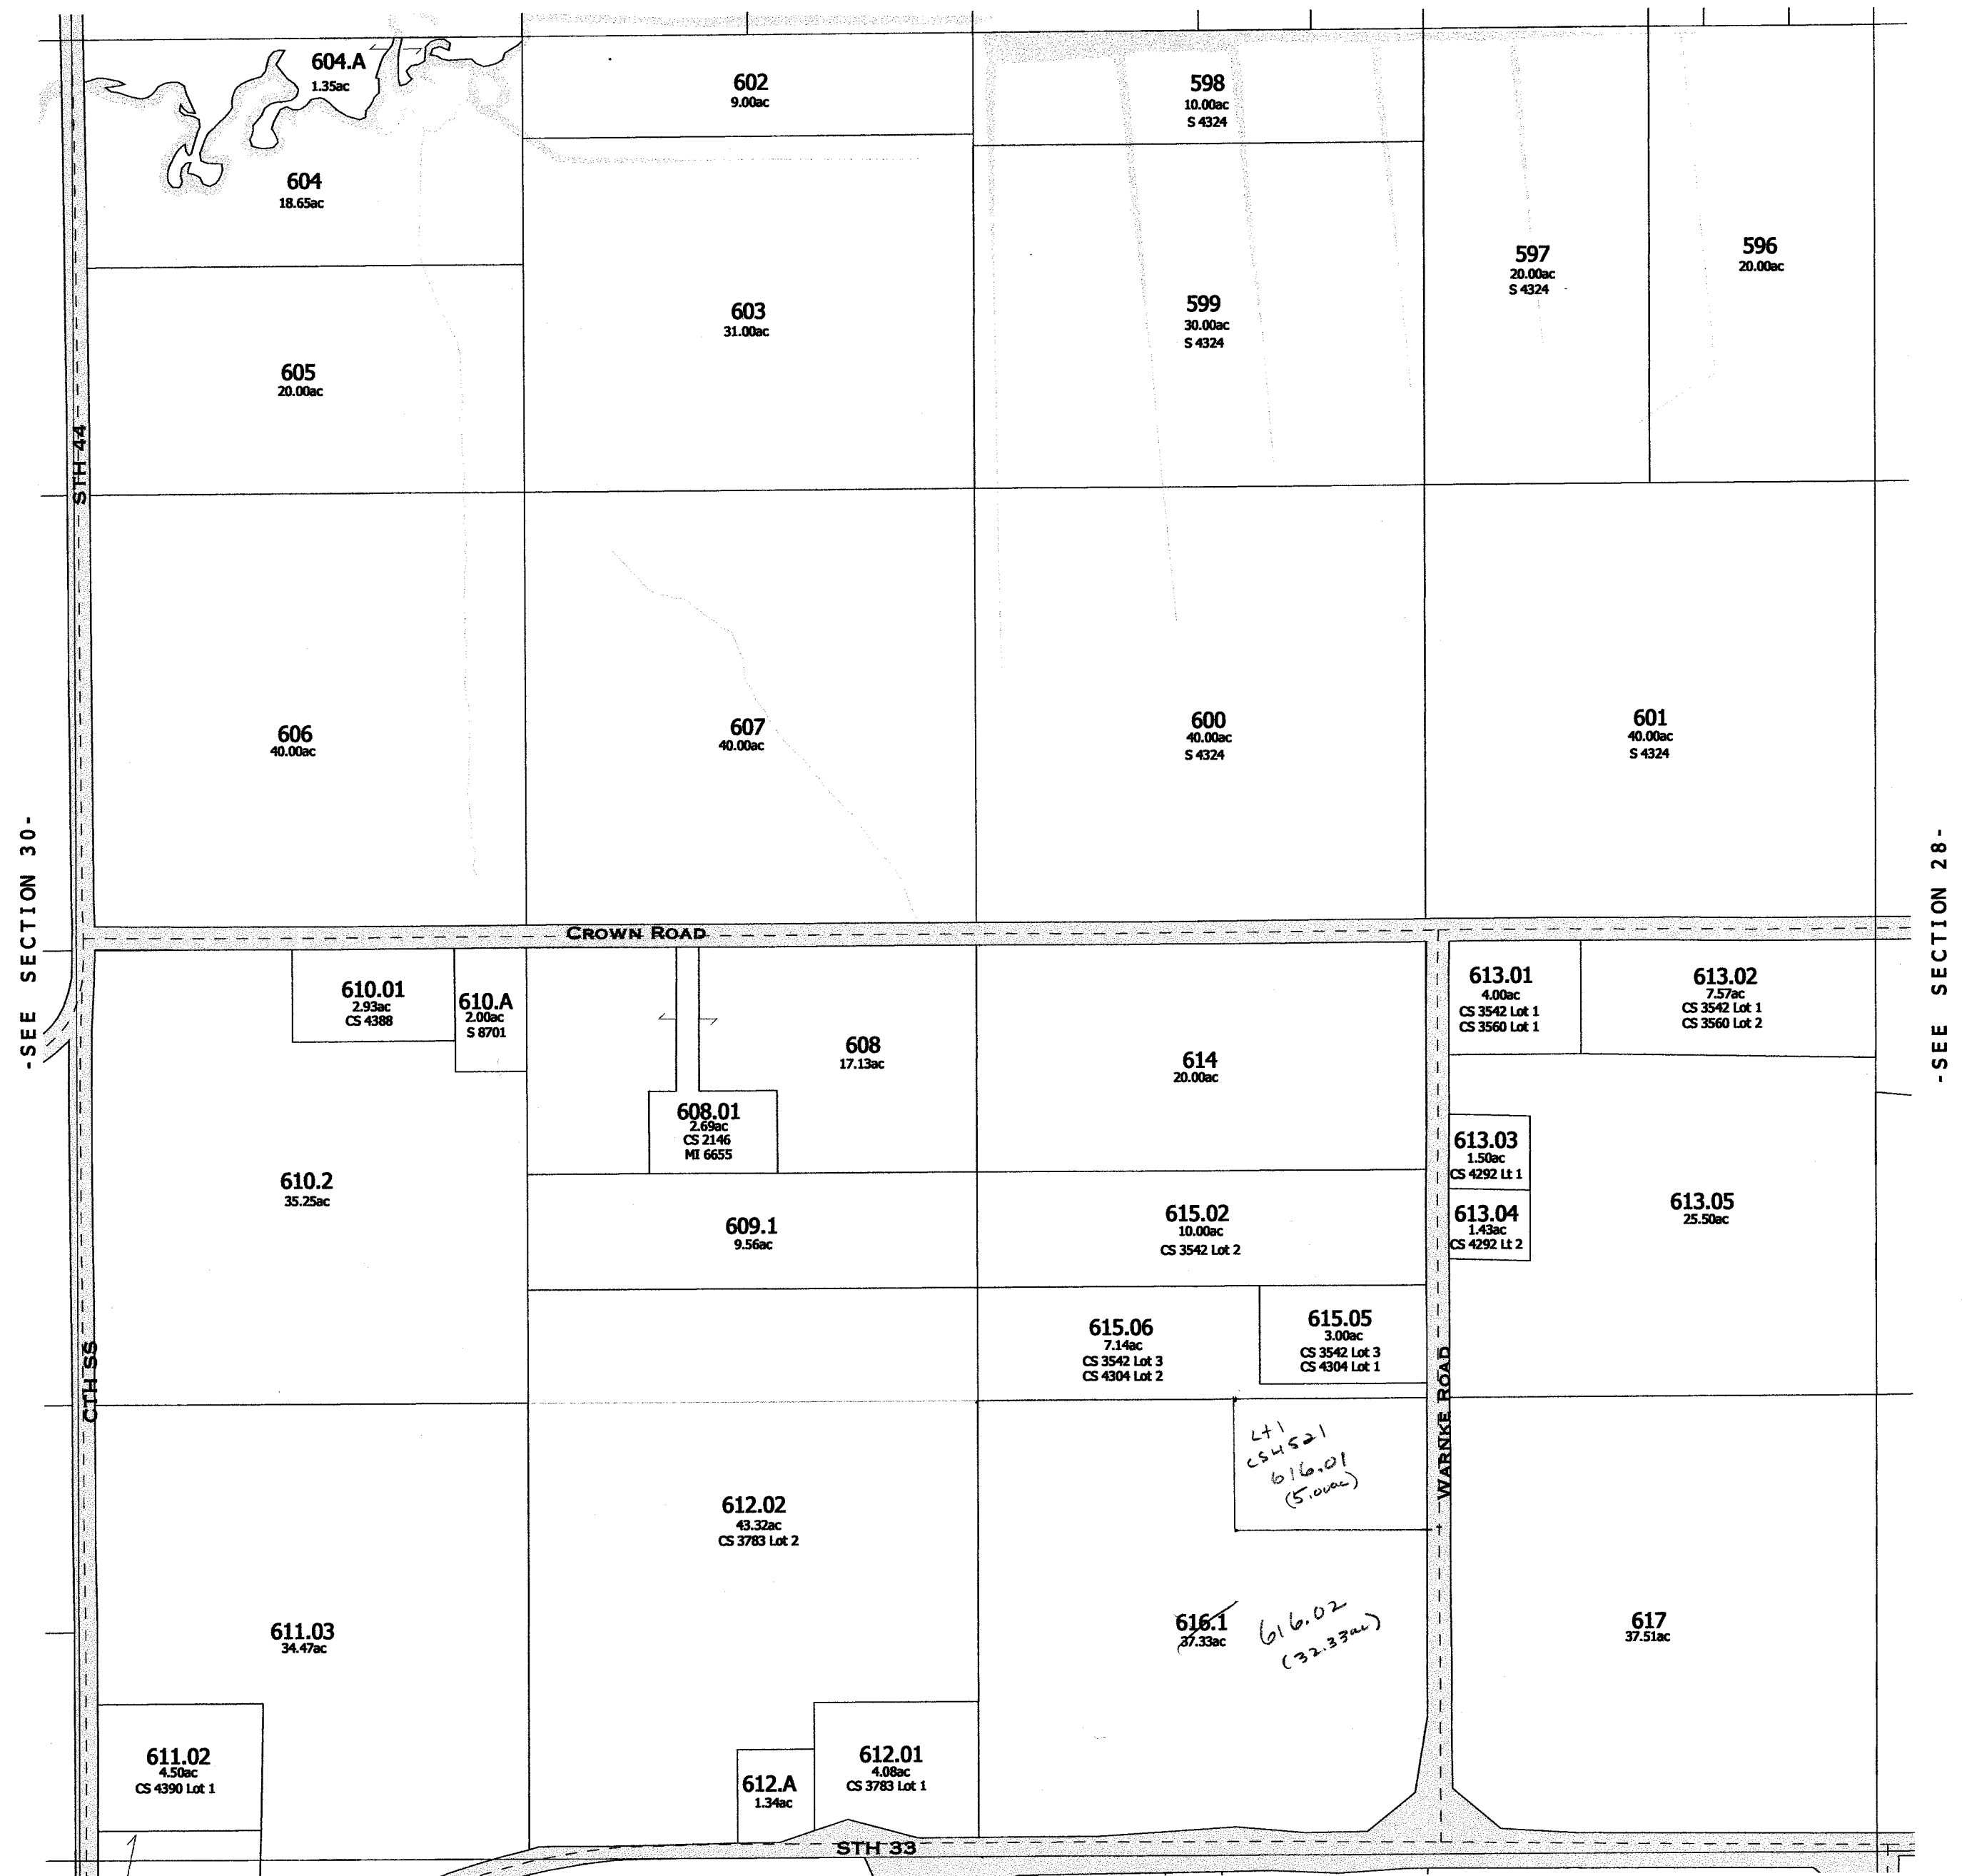 604.A
1.35ac
602
9.00ac
598
10.00ac
S 4324
604
18.65ac
597
20.00ac
S 4324
596
20.00ac
603
31.00ac
599
30.00ac
S 4324
605
20.00ac
STH 44
606
40.00ac
607
40.00ac
600
40.00ac
S 4324
601
40.00ac
S 4324
-SEE SECTION 30-
-SEE SECTION 28-
CROWN ROAD
610.01
2.93ac
CS 4388
610.A
2.00ac
S 8701
608
17.13ac
614
20.00ac
613.01
4.00ac
CS 3542 Lot 1
CS 3560 Lot 1
613.02
7.57ac
CS 3542 Lot 1
CS 3560 Lot 2
608.01
2.69ac
CS 2146
MI 6655
613.03
1.50ac
CS 4292 Lt 1
610.2
35.25ac
609.1
9.56ac
615.02
10.00ac
CS 3542 Lot 2
613.04
1.43ac
CS 4292 Lt 2
613.05
25.50ac
615.06
7.14ac
CS 3542 Lot 3
CS 4304 Lot 2
615.05
3.00ac
CS 3542 Lot 3
CS 4304 Lot 1
CTH SS
WARNKE ROAD
Lt 1
CS4521
616.01
(5.00ac)
612.02
43.32ac
CS 3783 Lot 2
611.03
34.47ac
616.1
37.33ac
616.02
(32.33ac)
617
37.51ac
611.02
4.50ac
CS 4390 Lot 1
612.A
1.34ac
612.01
4.08ac
CS 3783 Lot 1
STH 33